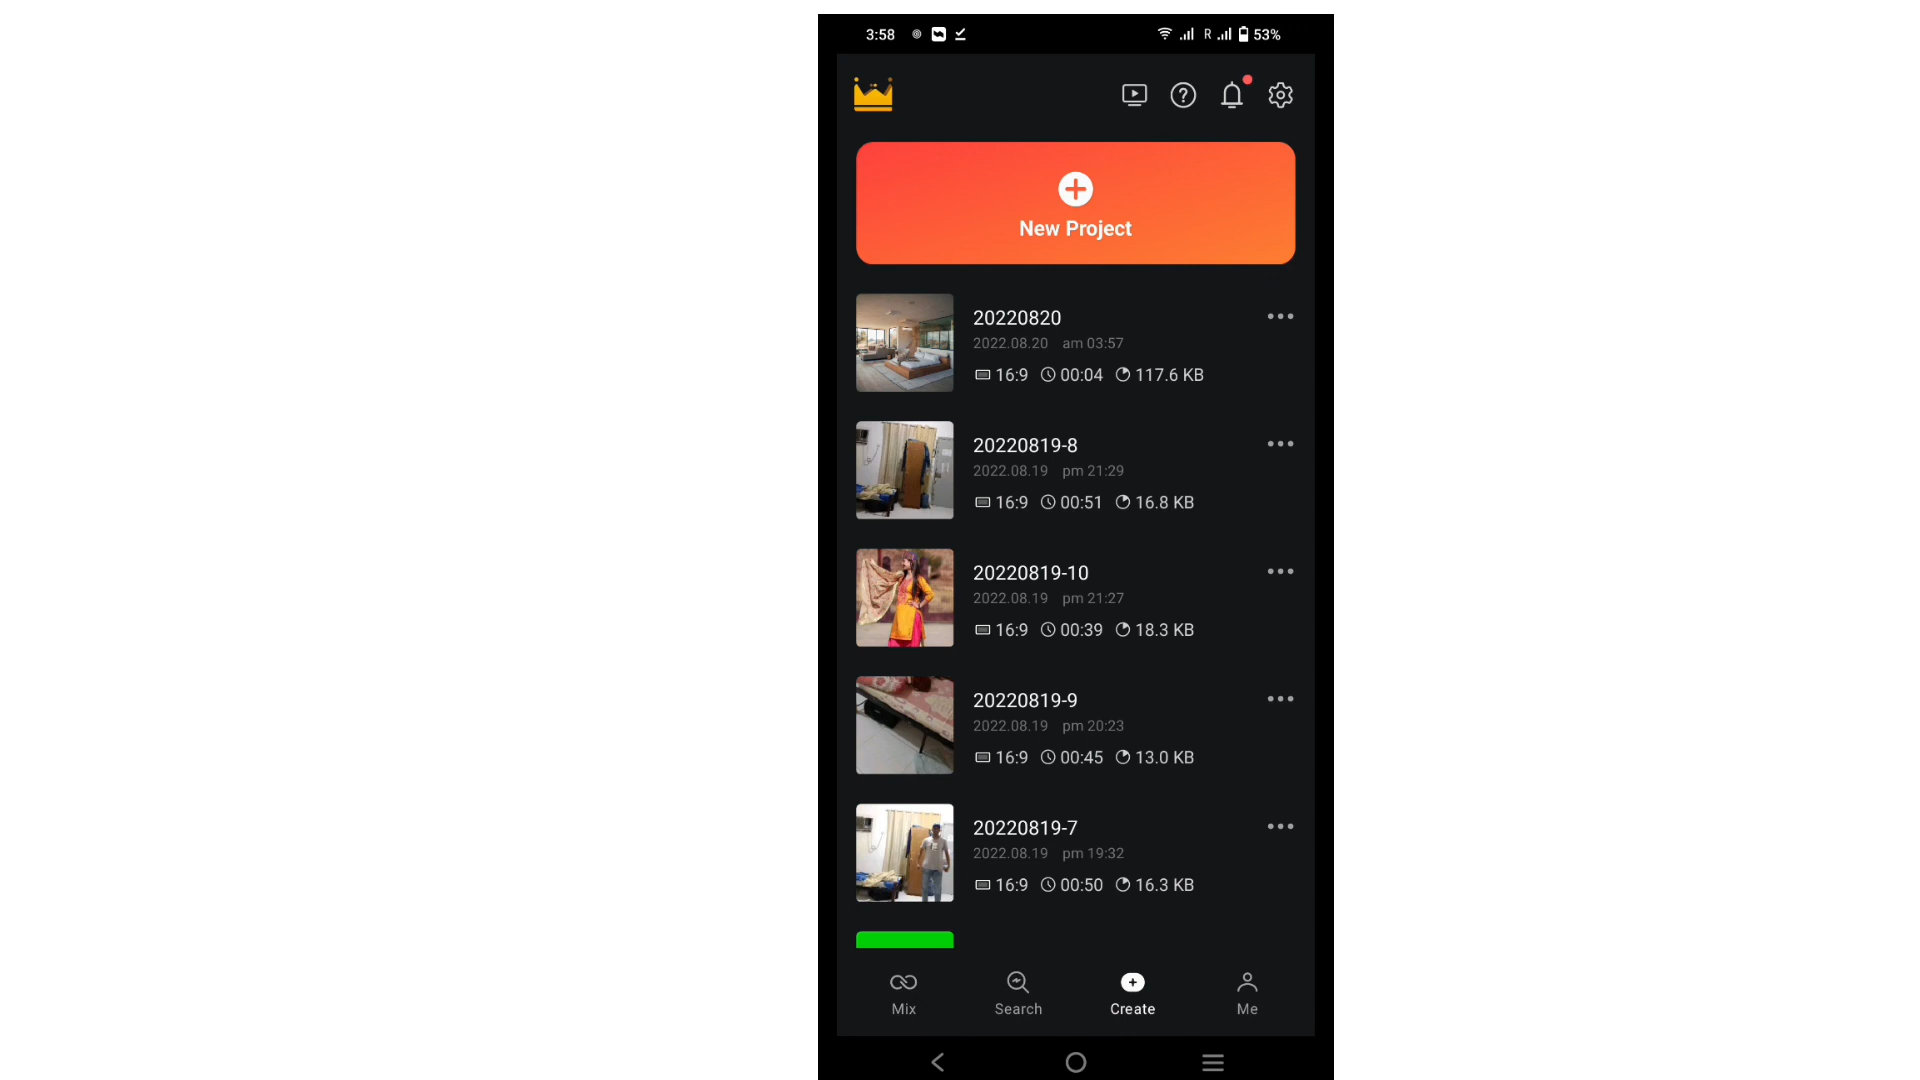 3:58 R 53%
New Project
20220820
2022.08.20 am 03:57
16:9 00:04 117.6 KB
20220819-8
2022.08.19 pm 21:29
16:9 00:51 16.8 KB
20220819-10
2022.08.19 pm 21:27
16:9 00:39 18.3 KB
20220819-9
2022.08.19 pm 20:23
16:9 00:45 13.0 KB
20220819-7
2022.08.19 pm 19:32
16:9 00:50 16.3 KB
Mix Search Create Me